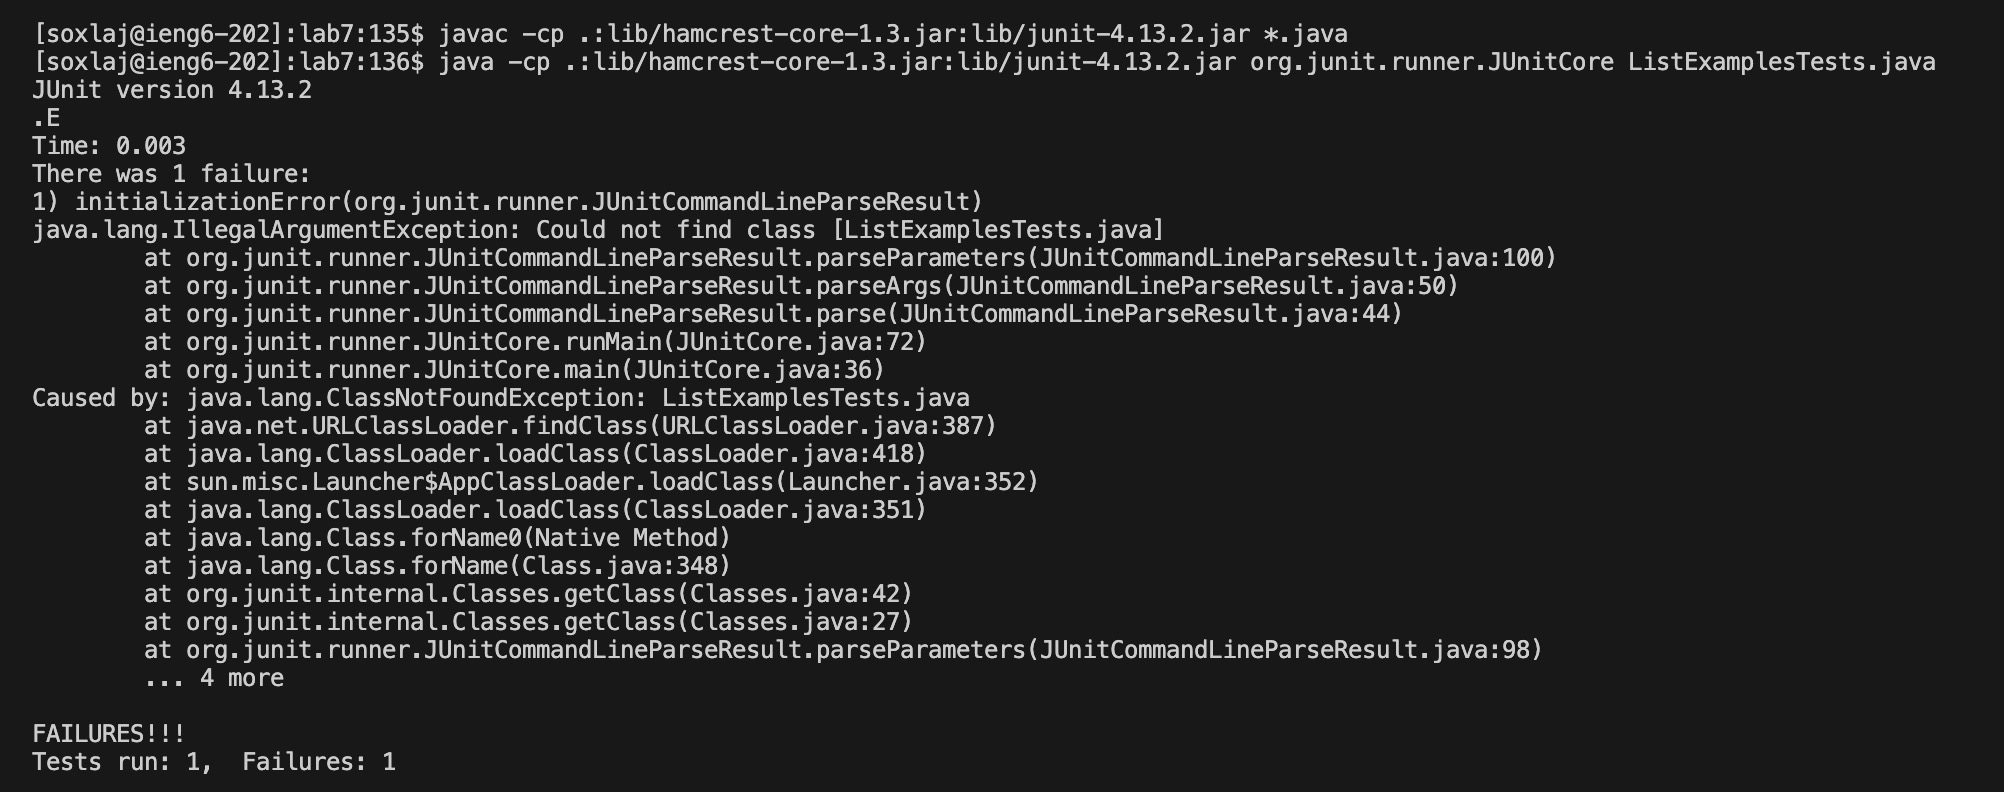 [soxlaj@ieng6-202]:lab7:135$ javac -cp .:lib/hamcrest-core-1.3.jar:lib/junit-4.13.2.jar *.java
[soxlaj@ieng6-202]:lab7:136$ java -cp .:lib/hamcrest-core-1.3.jar:lib/junit-4.13.2.jar org.junit.runner.JUnitCore ListExamplesTests.java
JUnit version 4.13.2
.E
Time: 0.003
There was 1 failure:
1) initializationError(org.junit.runner.JUnitCommandLineParseResult)
java.lang.IllegalArgumentException: Could not find class [ListExamplesTests.java]
        at org.junit.runner.JUnitCommandLineParseResult.parseParameters(JUnitCommandLineParseResult.java:100)
        at org.junit.runner.JUnitCommandLineParseResult.parseArgs(JUnitCommandLineParseResult.java:50)
        at org.junit.runner.JUnitCommandLineParseResult.parse(JUnitCommandLineParseResult.java:44)
        at org.junit.runner.JUnitCore.runMain(JUnitCore.java:72)
        at org.junit.runner.JUnitCore.main(JUnitCore.java:36)
Caused by: java.lang.ClassNotFoundException: ListExamplesTests.java
        at java.net.URLClassLoader.findClass(URLClassLoader.java:387)
        at java.lang.ClassLoader.loadClass(ClassLoader.java:418)
        at sun.misc.Launcher$AppClassLoader.loadClass(Launcher.java:352)
        at java.lang.ClassLoader.loadClass(ClassLoader.java:351)
        at java.lang.Class.forName0(Native Method)
        at java.lang.Class.forName(Class.java:348)
        at org.junit.internal.Classes.getClass(Classes.java:42)
        at org.junit.internal.Classes.getClass(Classes.java:27)
        at org.junit.runner.JUnitCommandLineParseResult.parseParameters(JUnitCommandLineParseResult.java:98)
        ... 4 more

FAILURES!!!
Tests run: 1,  Failures: 1